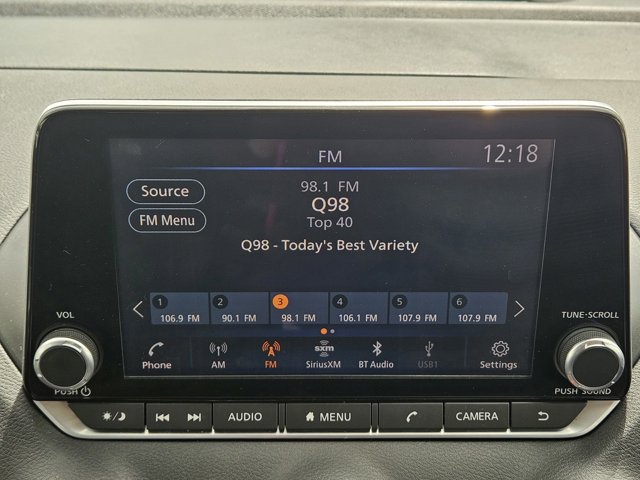 FM
12:18
Source
98.1 FM
Q98
FM Menu
Top 40
Q98 - Today's Best Variety
1 2 3 4 5 6
106.9 FM 90.1 FM 98.1 FM 106.1 FM 107.9 FM 107.9 FM
VOL
TUNE·SCROLL
sxm
Phone AM FM SiriusXM BT Audio USB1 Settings
PUSH
PUSH SOUND
AUDIO MENU CAMERA